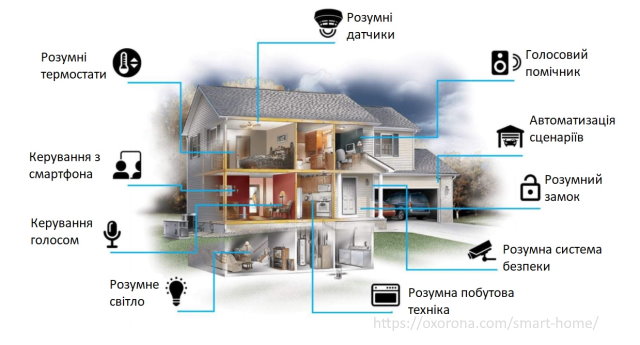 Розумні
датчики
Розумні
термостати
Голосовий
помічник
Автоматизація
сценаріїв
Керування з
смартфона
Розумний
замок
Керування
голосом
Розумна система
безпеки
Розумне
світло
Розумна побутова
техніка
https://oxorona.com/smart-home/